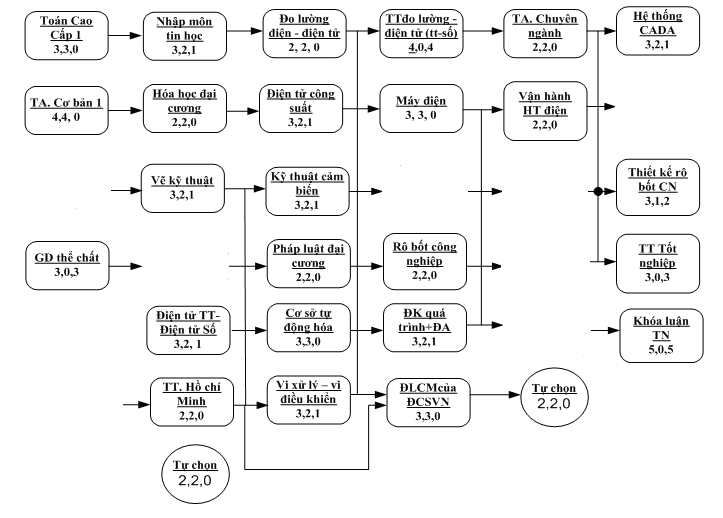 Toán Cao
Cấp 1
3,3,0
Nhập môn
tin học
3,2,1
Đo lường
điện - điện tử
2, 2, 0
TTđo lường -
điện tử (tt-số)
4,0,4
TA. Chuyên
ngành
2,2,0
Hệ thống
CADA
3,2,1
TA. Cơ bản 1
4,4, 0
Hóa học đại
cương
2,2,0
Điện tử công
suất
3,2,1
Máy điện
3, 3, 0
Vận hành
HT điện
2,2,0
Vẽ kỹ thuật
3,2,1
Kỹ thuật cảm
biến
3,2,1
Thiết kế rô
bốt CN
3,1,2
GD thể chất
3,0,3
Pháp luật đại
cương
2,2,0
Rô bốt công
nghiệp
2,2,0
TT Tốt
nghiệp
3,0,3
Điện tử TT-
Điện tử Số
3,2, 1
Cơ sở tự
động hóa
3,3,0
ĐK quá
trình+ĐA
3,2,1
Khóa luận
TN
5,0,5
TT. Hồ chí
Minh
2,2,0
Vi xử lý – vi
điều khiển
3,2,1
ĐLCMcủa
ĐCSVN
3,3,0
Tự chọn
2,2,0
Tự chọn
2,2,0